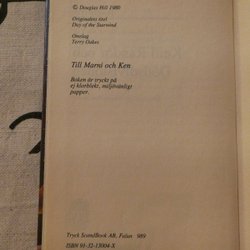 © Douglas Hill 1980
Originalets titel
Day of the Starwind
Omslag
Terry Oakes
Till Marni och Ken
Boken är tryckt på
ej klorblekt, miljövänligt
papper.
Tryck ScandBook AB, Falun · 989
ISBN 91-32-13004-X